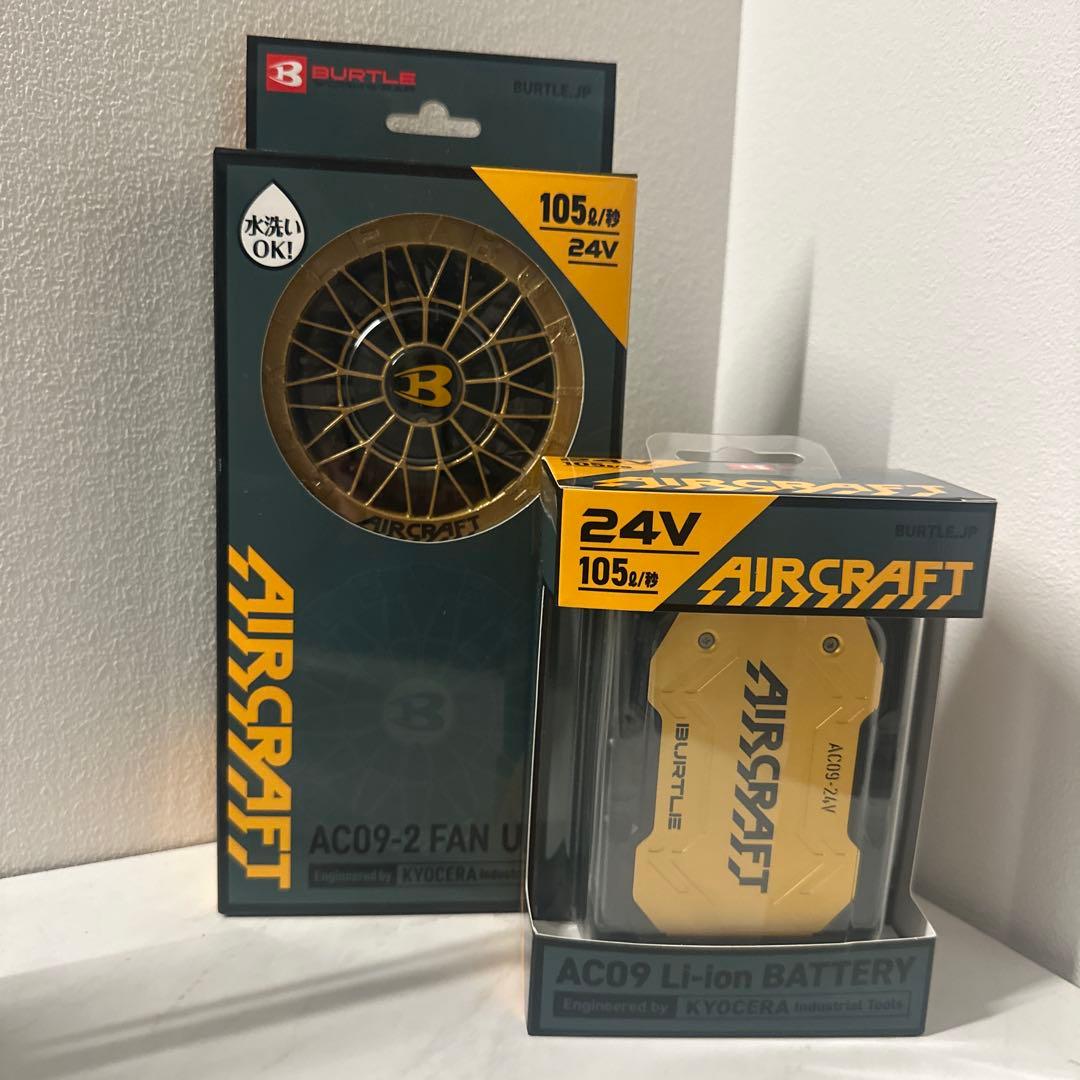 BURTLE
BURTLE.JP
水洗い
OK!
105ℓ/秒
24V
B
AIRCRAFT
AIRCRAFT
AC09-2 FAN U
Engineered by KYOCERA
24V
105ℓ/秒
AIRCRAFT
24V
105ℓ/秒
BURTLE.JP
AIRCRAFT
AC09-24V
AIRCRAFT
BURTLE
AC09 Li-ion BATTERY
Engineered by KYOCERA Industrial Tools